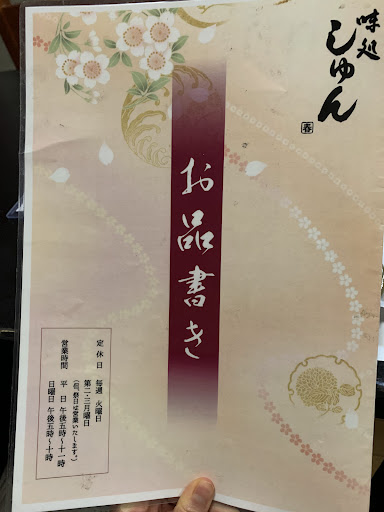 味処
しゅん
春
お品書き
定休日 毎週 火曜日
第二・三月曜日
(但、祭日は営業いたします。)
営業時間 平日 午後五時〜十一時
日曜日 午後五時〜十時